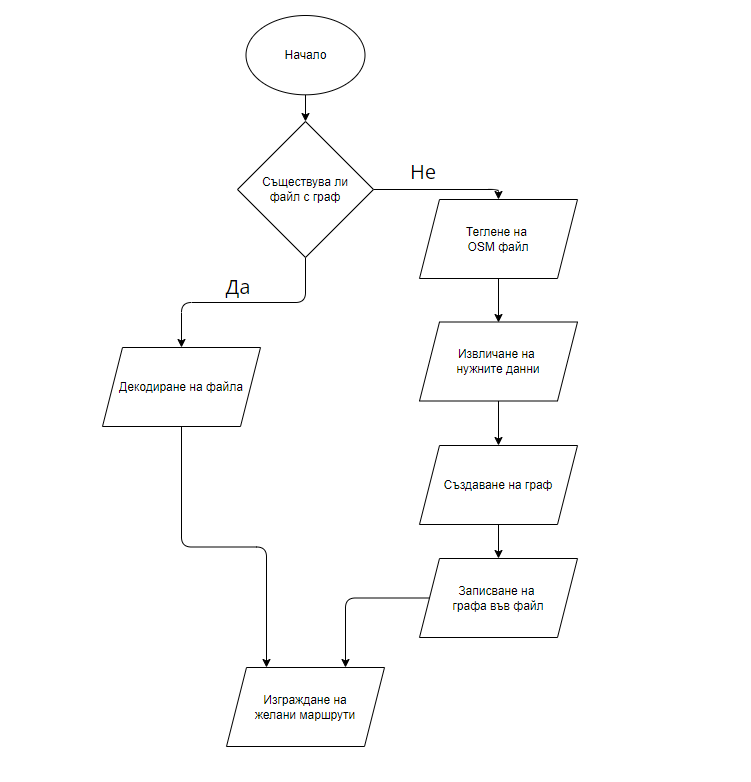 Начало
Съществува ли
файл с граф
Не
Теглене на
OSM файл
Да
Извличане на
нужните данни
Декодиране на файла
Създаване на граф
Записване на
графа във файл
Изграждане на
желани маршрути